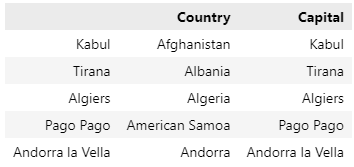 Country Capital
Kabul Afghanistan Kabul
Tirana Albania Tirana
Algiers Algeria Algiers
Pago Pago American Samoa Pago Pago
Andorra la Vella Andorra Andorra la Vella